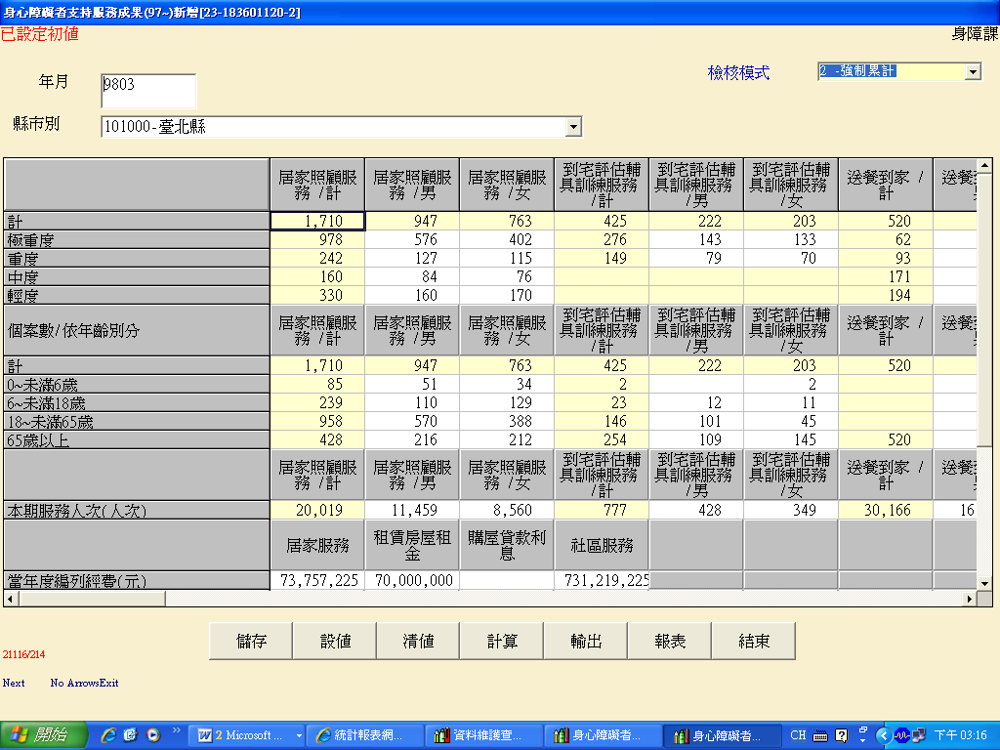 身心障礙者支持服務成果(97~)新增[23-183601120-2]
已設定初值 身障課
年月 9803 檢核模式 2 -強制累計
縣市別 101000-臺北縣
居家照顧服務 /計 居家照顧服務 /男 居家照顧服務 /女 到宅評估輔具訓練服務 /計 到宅評估輔具訓練服務 /男 到宅評估輔具訓練服務 /女 送餐到家 /計 送餐
計 1,710 947 763 425 222 203 520
極重度 978 576 402 276 143 133 62
重度 242 127 115 149 79 70 93
中度 160 84 76 171
輕度 330 160 170 194
個案數/依年齡別分 居家照顧服務 /計 居家照顧服務 /男 居家照顧服務 /女 到宅評估輔具訓練服務 /計 到宅評估輔具訓練服務 /男 到宅評估輔具訓練服務 /女 送餐到家 /計 送餐
計 1,710 947 763 425 222 203 520
0~未滿6歲 85 51 34 2 2
6~未滿18歲 239 110 129 23 12 11
18~未滿65歲 958 570 388 146 101 45
65歲以上 428 216 212 254 109 145 520
居家照顧服務 /計 居家照顧服務 /男 居家照顧服務 /女 到宅評估輔具訓練服務 /計 到宅評估輔具訓練服務 /男 到宅評估輔具訓練服務 /女 送餐到家 /計 送餐
本期服務人次(人次) 20,019 11,459 8,560 777 428 349 30,166 16
居家服務 租賃房屋租金 購屋貸款利息 社區服務
當年度編列經費(元) 73,757,225 70,000,000 731,219,225
儲存 設值 清值 計算 輸出 報表 結束
21116/214
Next No ArrowsExit
開始 2 Microsoft ... 統計報表網... 資料維護查... 身心障礙者... 身心障礙者... CH 下午 03:16